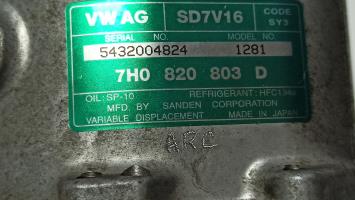 VW AG SD7V16 CODE SY3
SERIAL NO. MODEL NO.
5432004824 1281
7H0 820 803 D
OIL: SP-10 REFRIGERANT: HFC134a
MFD. BY SANDEN CORPORATION
VARIABLE DISPLACEMENT MADE IN JAPAN
ARC